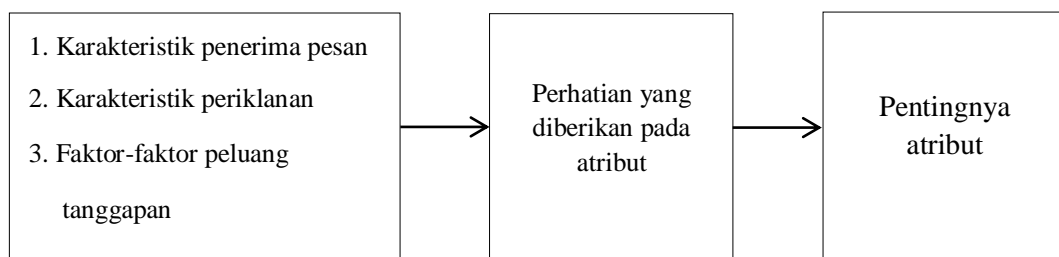 1. Karakteristik penerima pesan
2. Karakteristik periklanan
3. Faktor-faktor peluang
tanggapan
Perhatian yang
diberikan pada
atribut
Pentingnya
atribut